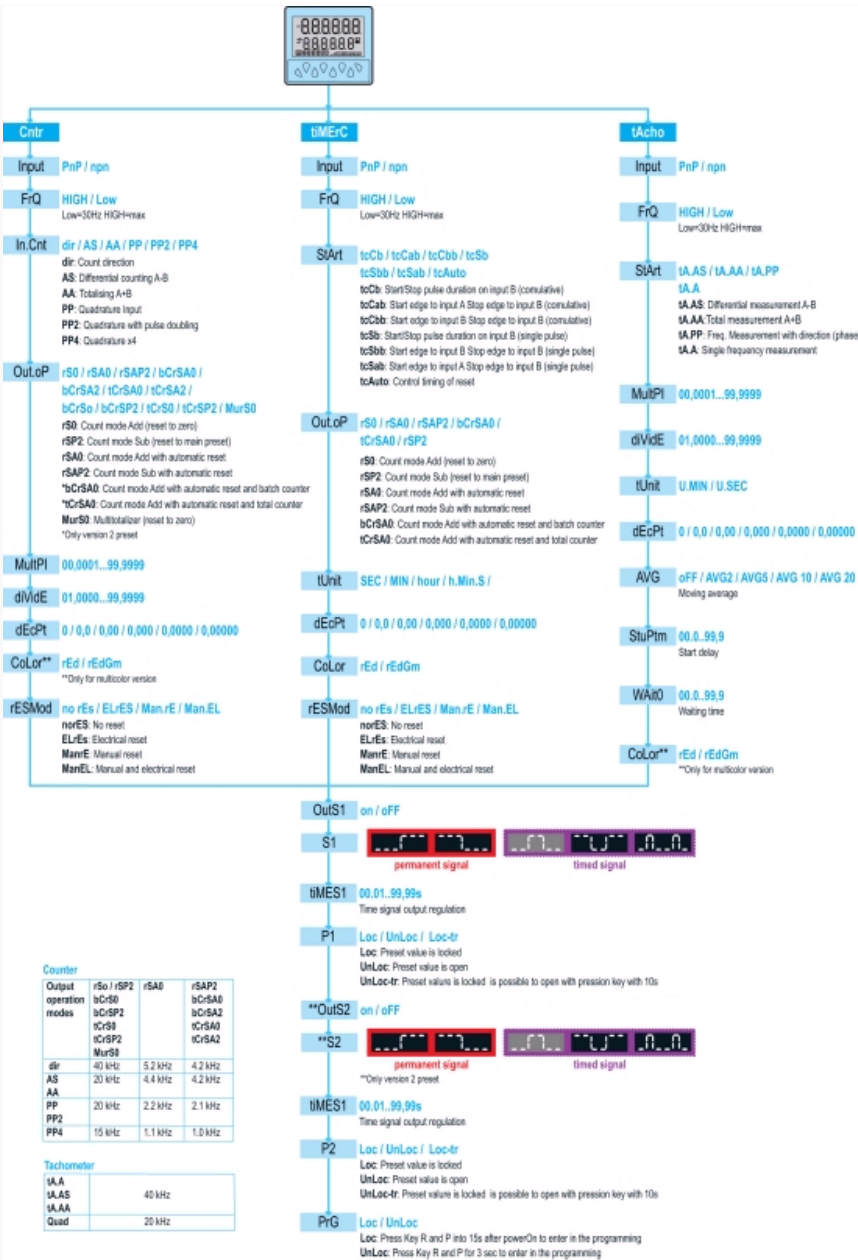 -888888
Cntr
Input PnP / npn
FrQ HIGH / Low
Low=30Hz HIGH=max
In.Cnt dir / AS / AA / PP / PP2 / PP4
dir: Count direction
AS: Differential counting A-B
AA: Totalising A+B
PP: Quadrature Input
PP2: Quadrature with pulse doubling
PP4: Quadrature x4
Out.oP rS0 / rSA0 / rSAP2 / bCrSA0 /
bCrSA2 / tCrSA0 / tCrSA2 /
bCrSo / bCrSP2 / tCrS0 / tCrSP2 / MurS0
rS0: Count mode Add (reset to zero)
rSP2: Count mode Sub (reset to main preset)
rSA0: Count mode Add with automatic reset
rSAP2: Count mode Sub with automatic reset
*bCrSA0: Count mode Add with automatic reset and batch counter
*tCrSA0: Count mode Add with automatic reset and total counter
MurS0: Multitotalizer (reset to zero)
*Only version 2 preset
MultPl 00,0001...99,9999
diVidE 01,0000...99,9999
dEcPt 0 / 0,0 / 0,00 / 0,000 / 0,0000 / 0,00000
CoLor** rEd / rEdGrn
**Only for multicolor version
rESMod no rEs / ELrES / Man.rE / Man.EL
norES: No reset
ELrEs: Electrical reset
ManrE: Manual reset
ManEL: Manual and electrical reset
tiMErC
Input PnP / npn
FrQ HIGH / Low
Low=30Hz HIGH=max
StArt tcCb / tcCab / tcCbb / tcSb
tcSbb / tcSab / tcAuto
tcCb: Start/Stop pulse duration on input B (comulative)
tcCab: Start edge to input A Stop edge to input B (comulative)
tcCbb: Start edge to input B Stop edge to input B (comulative)
tcSb: Start/Stop pulse duration on input B (single pulse)
tcSbb: Start edge to input B Stop edge to input B (single pulse)
tcSab: Start edge to input A Stop edge to input B (single pulse)
tcAuto: Control timing of reset
Out.oP rS0 / rSA0 / rSAP2 / bCrSA0 /
tCrSA0 / rSP2
rS0: Count mode Add (reset to zero)
rSP2: Count mode Sub (reset to main preset)
rSA0: Count mode Add with automatic reset
rSAP2: Count mode Sub with automatic reset
bCrSA0: Count mode Add with automatic reset and batch counter
tCrSA0: Count mode Add with automatic reset and total counter
tUnit SEC / MIN / hour / h.Min.S /
dEcPt 0 / 0,0 / 0,00 / 0,000 / 0,0000 / 0,00000
CoLor rEd / rEdGrn
rESMod no rEs / ELrES / Man.rE / Man.EL
norES: No reset
ELrEs: Electrical reset
ManrE: Manual reset
ManEL: Manual and electrical reset
tAcho
Input PnP / npn
FrQ HIGH / Low
Low=30Hz HIGH=max
StArt tA.AS / tA.AA / tA.PP
tA.A
tA.AS: Differential measurement A-B
tA.AA: Total measurement A+B
tA.PP: Freq. Measurement with direction (phase
tA.A: Single frequency measurement
MultPl 00,0001...99,9999
diVidE 01,0000...99,9999
tUnit U.MIN / U.SEC
dEcPt 0 / 0,0 / 0,00 / 0,000 / 0,0000 / 0,00000
AVG oFF / AVG2 / AVG5 / AVG 10 / AVG 20
Moving average
StuPtm 00.0..99,9
Start delay
WAit0 00.0..99,9
Waiting time
CoLor** rEd / rEdGrn
**Only for multicolor version
OutS1 on / oFF
S1
permanent signal timed signal
tiMES1 00.01..99,99s
Time signal output regulation
P1 Loc / UnLoc / Loc-tr
Loc: Preset value is locked
UnLoc: Preset value is open
UnLoc-tr: Preset valure is locked is possible to open with pression key with 10s
**OutS2 on / oFF
**S2
permanent signal timed signal
**Only version 2 preset
tiMES1 00.01..99,99s
Time signal output regulation
P2 Loc / UnLoc / Loc-tr
Loc: Preset value is locked
UnLoc: Preset value is open
UnLoc-tr: Preset valure is locked is possible to open with pression key with 10s
PrG Loc / UnLoc
Loc: Press Key R and P into 15s after powerOn to enter in the programming
UnLoc: Press Key R and P for 3 sec to enter in the programming
Counter
Output rSo / rSP2 rSA0 rSAP2
operation bCrS0 bCrSA0
modes bCrSP2 bCrSA2
tCrS0 tCrSA0
tCrSP2 tCrSA2
MurS0
dir 40 kHz 5.2 kHz 4.2 kHz
AS 20 kHz 4.4 kHz 4.2 kHz
AA
PP 20 kHz 2.2 kHz 2.1 kHz
PP2
PP4 15 kHz 1.1 kHz 1.0 kHz
Tachometer
tA.A
tA.AS 40 kHz
tA.AA
Quad 20 kHz